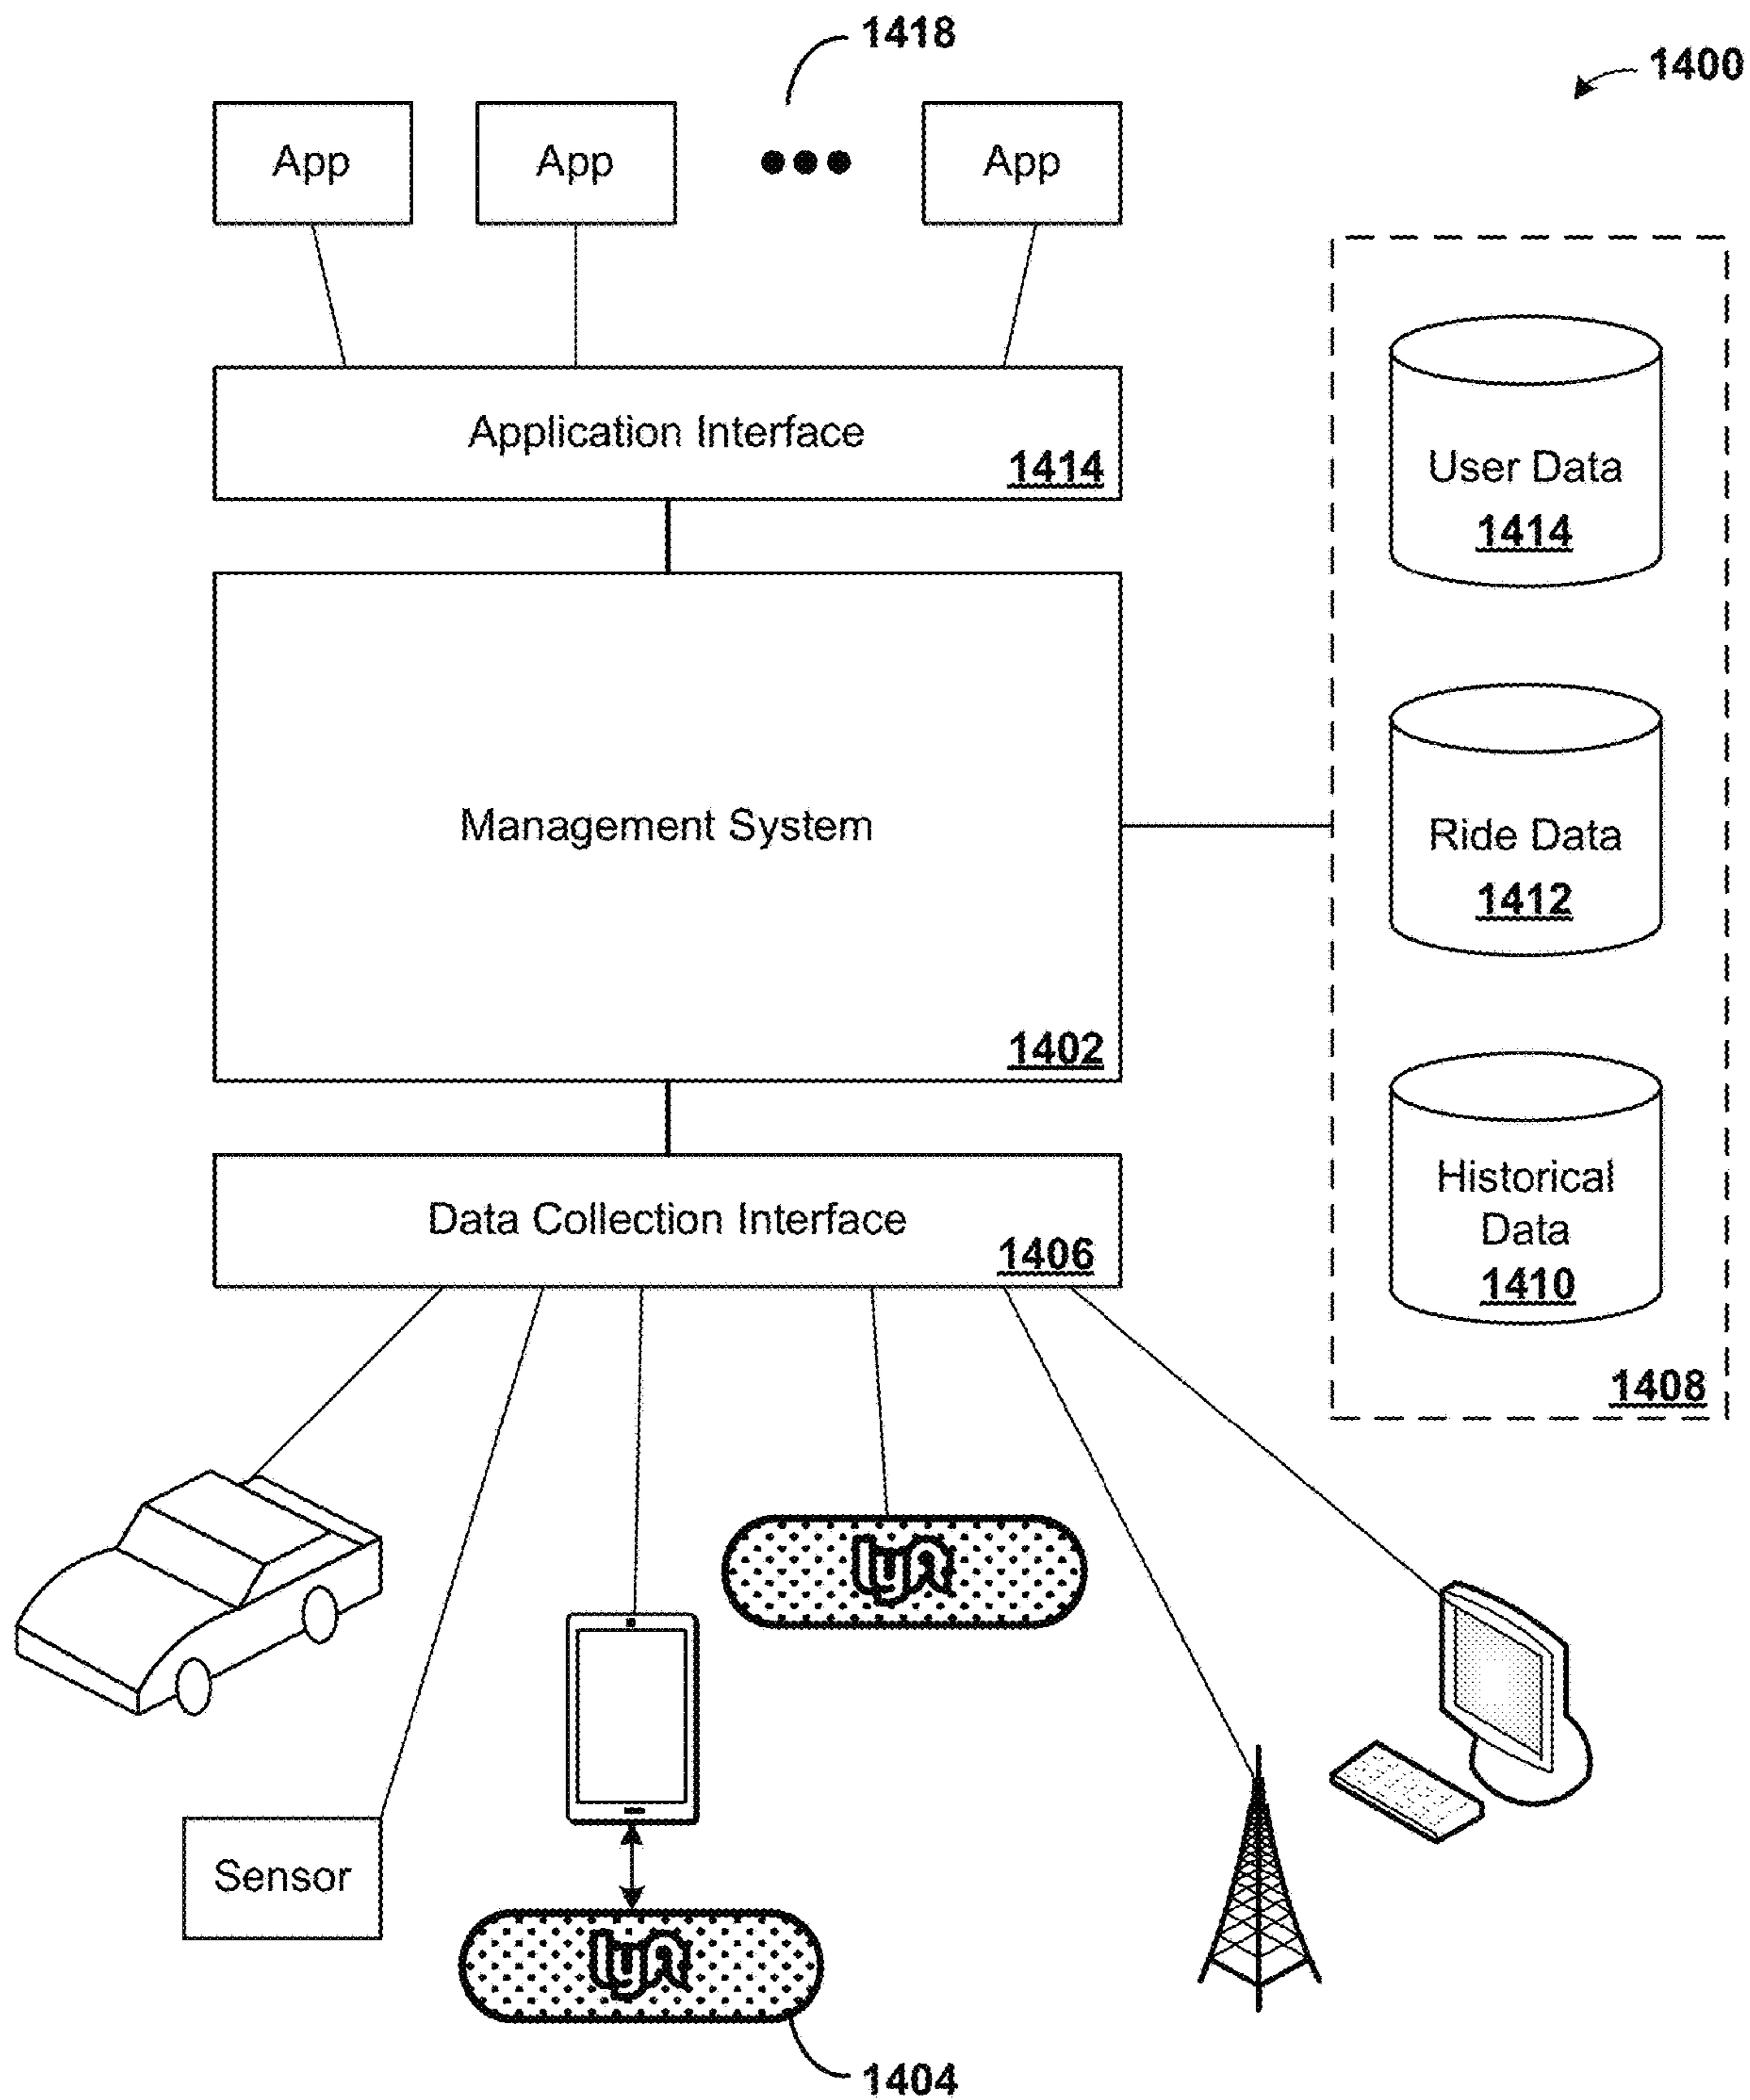 1418
1400
App
App
App
Application Interface
1414
User Data
1414
Management System
1402
Ride Data
1412
Data Collection Interface
1406
Historical
Data
1410
1408
lyft
Sensor
lyft
1404